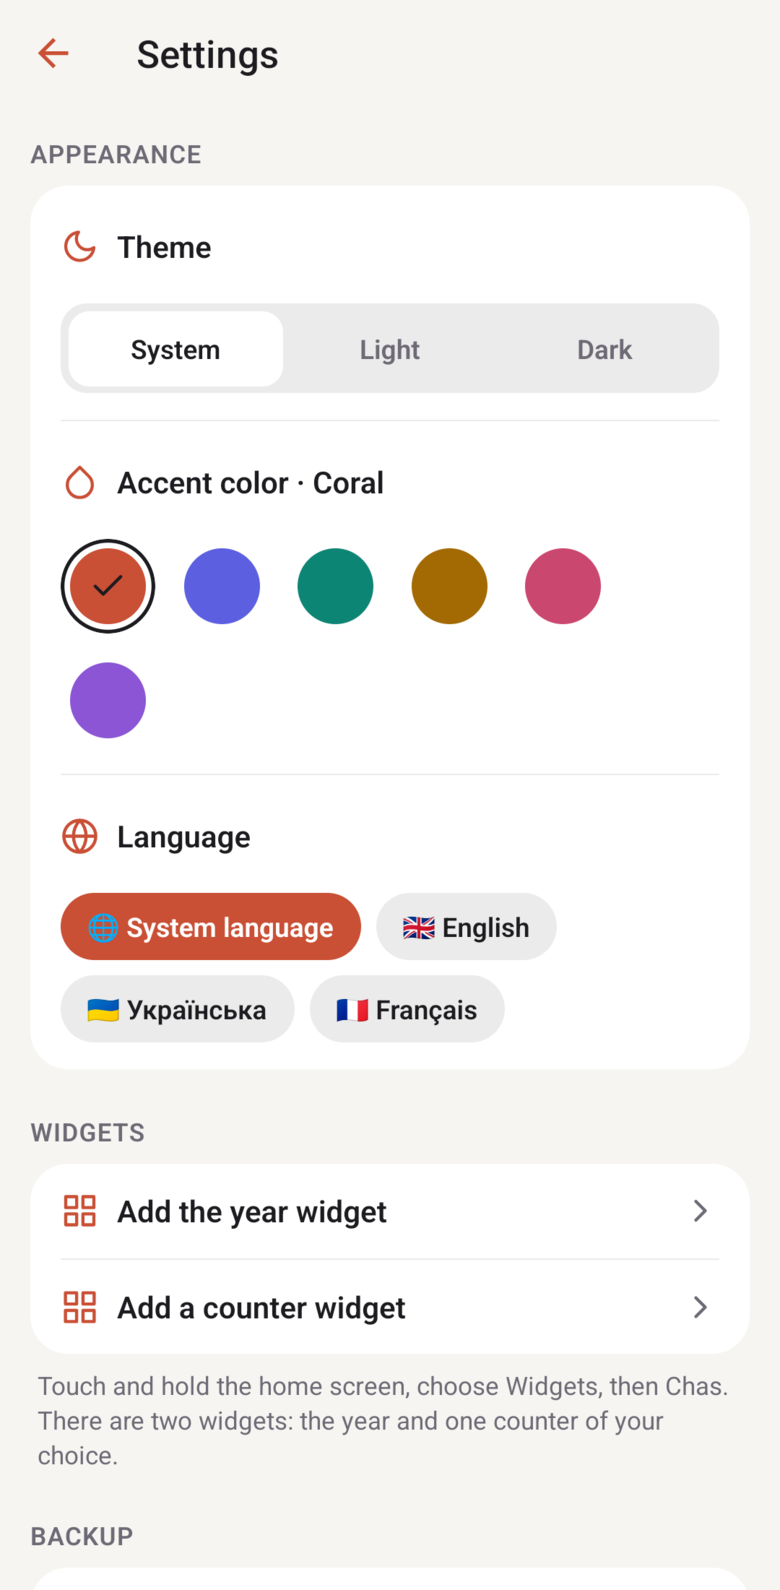 Settings
APPEARANCE
Theme
System Light Dark
Accent color · Coral
Language
System language English
Українська Français
WIDGETS
Add the year widget
Add a counter widget
Touch and hold the home screen, choose Widgets, then Chas.
There are two widgets: the year and one counter of your
choice.
BACKUP